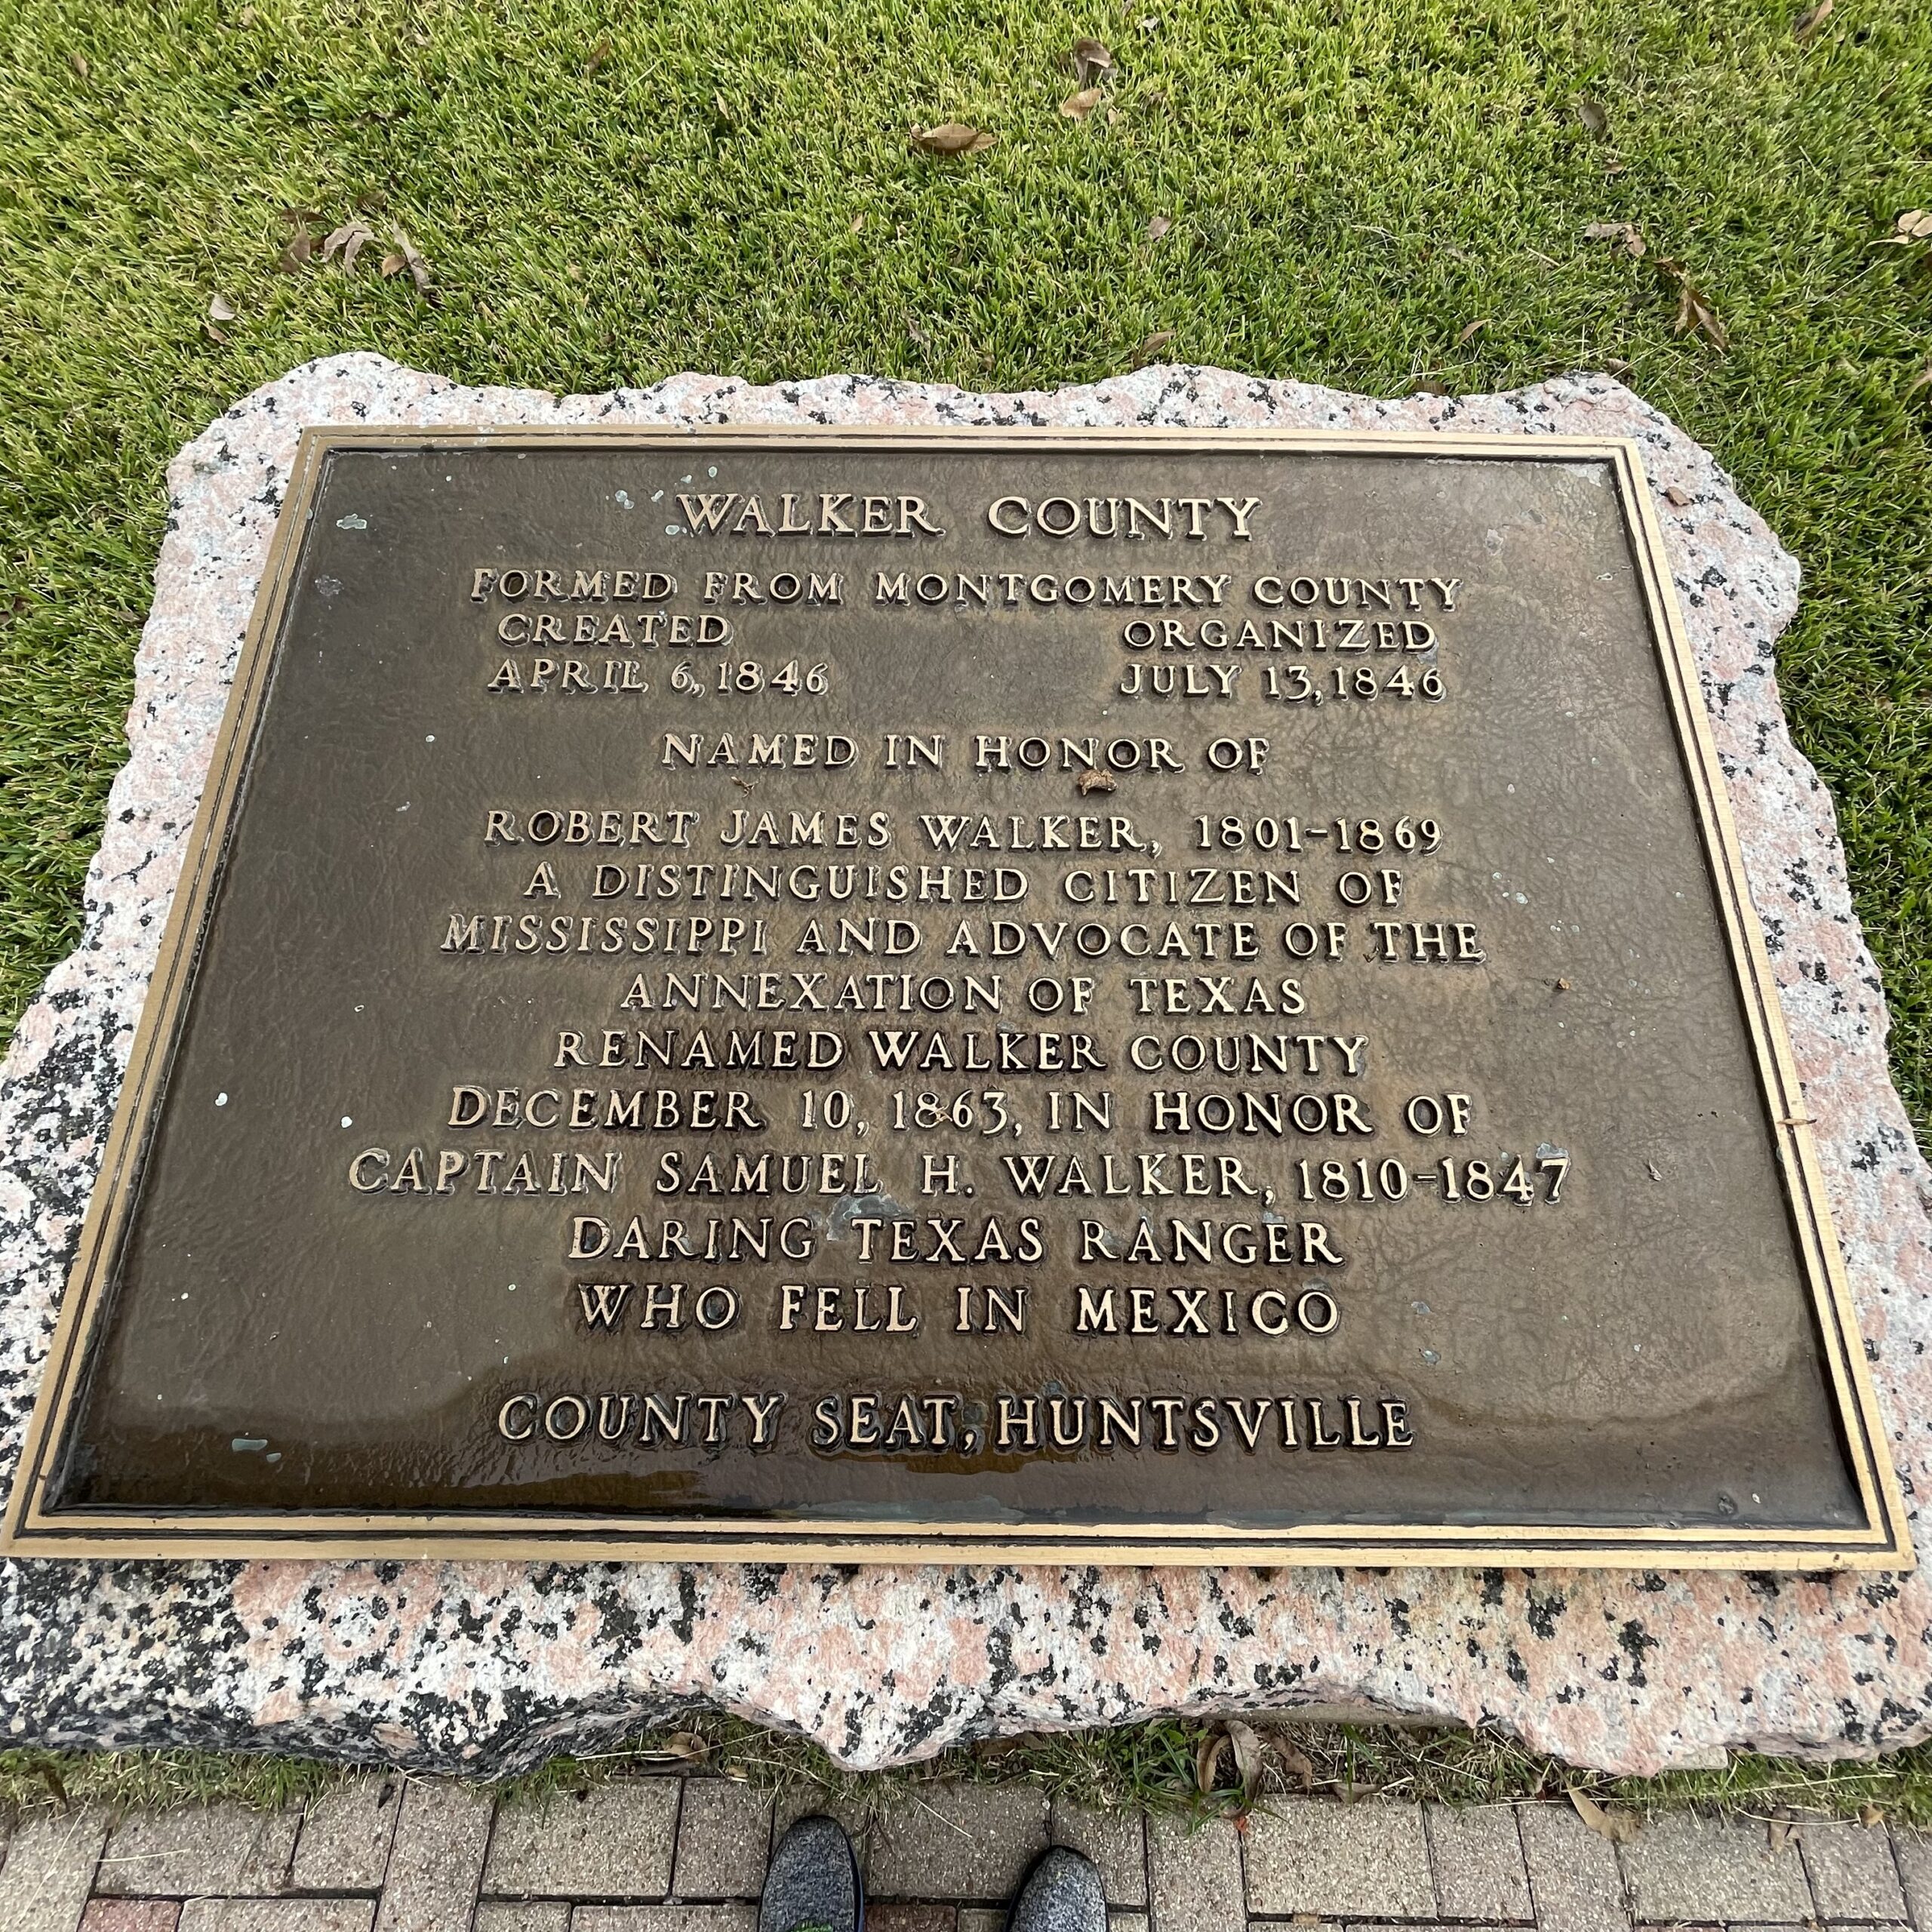 WALKER COUNTY
FORMED FROM MONTGOMERY COUNTY
CREATED ORGANIZED
APRIL 6, 1846 JULY 13, 1846
NAMED IN HONOR OF
ROBERT JAMES WALKER, 1801-1869
A DISTINGUISHED CITIZEN OF
MISSISSIPPI AND ADVOCATE OF THE
ANNEXATION OF TEXAS
RENAMED WALKER COUNTY
DECEMBER 10, 1863, IN HONOR OF
CAPTAIN SAMUEL H. WALKER, 1810-1847
DARING TEXAS RANGER
WHO FELL IN MEXICO
COUNTY SEAT, HUNTSVILLE